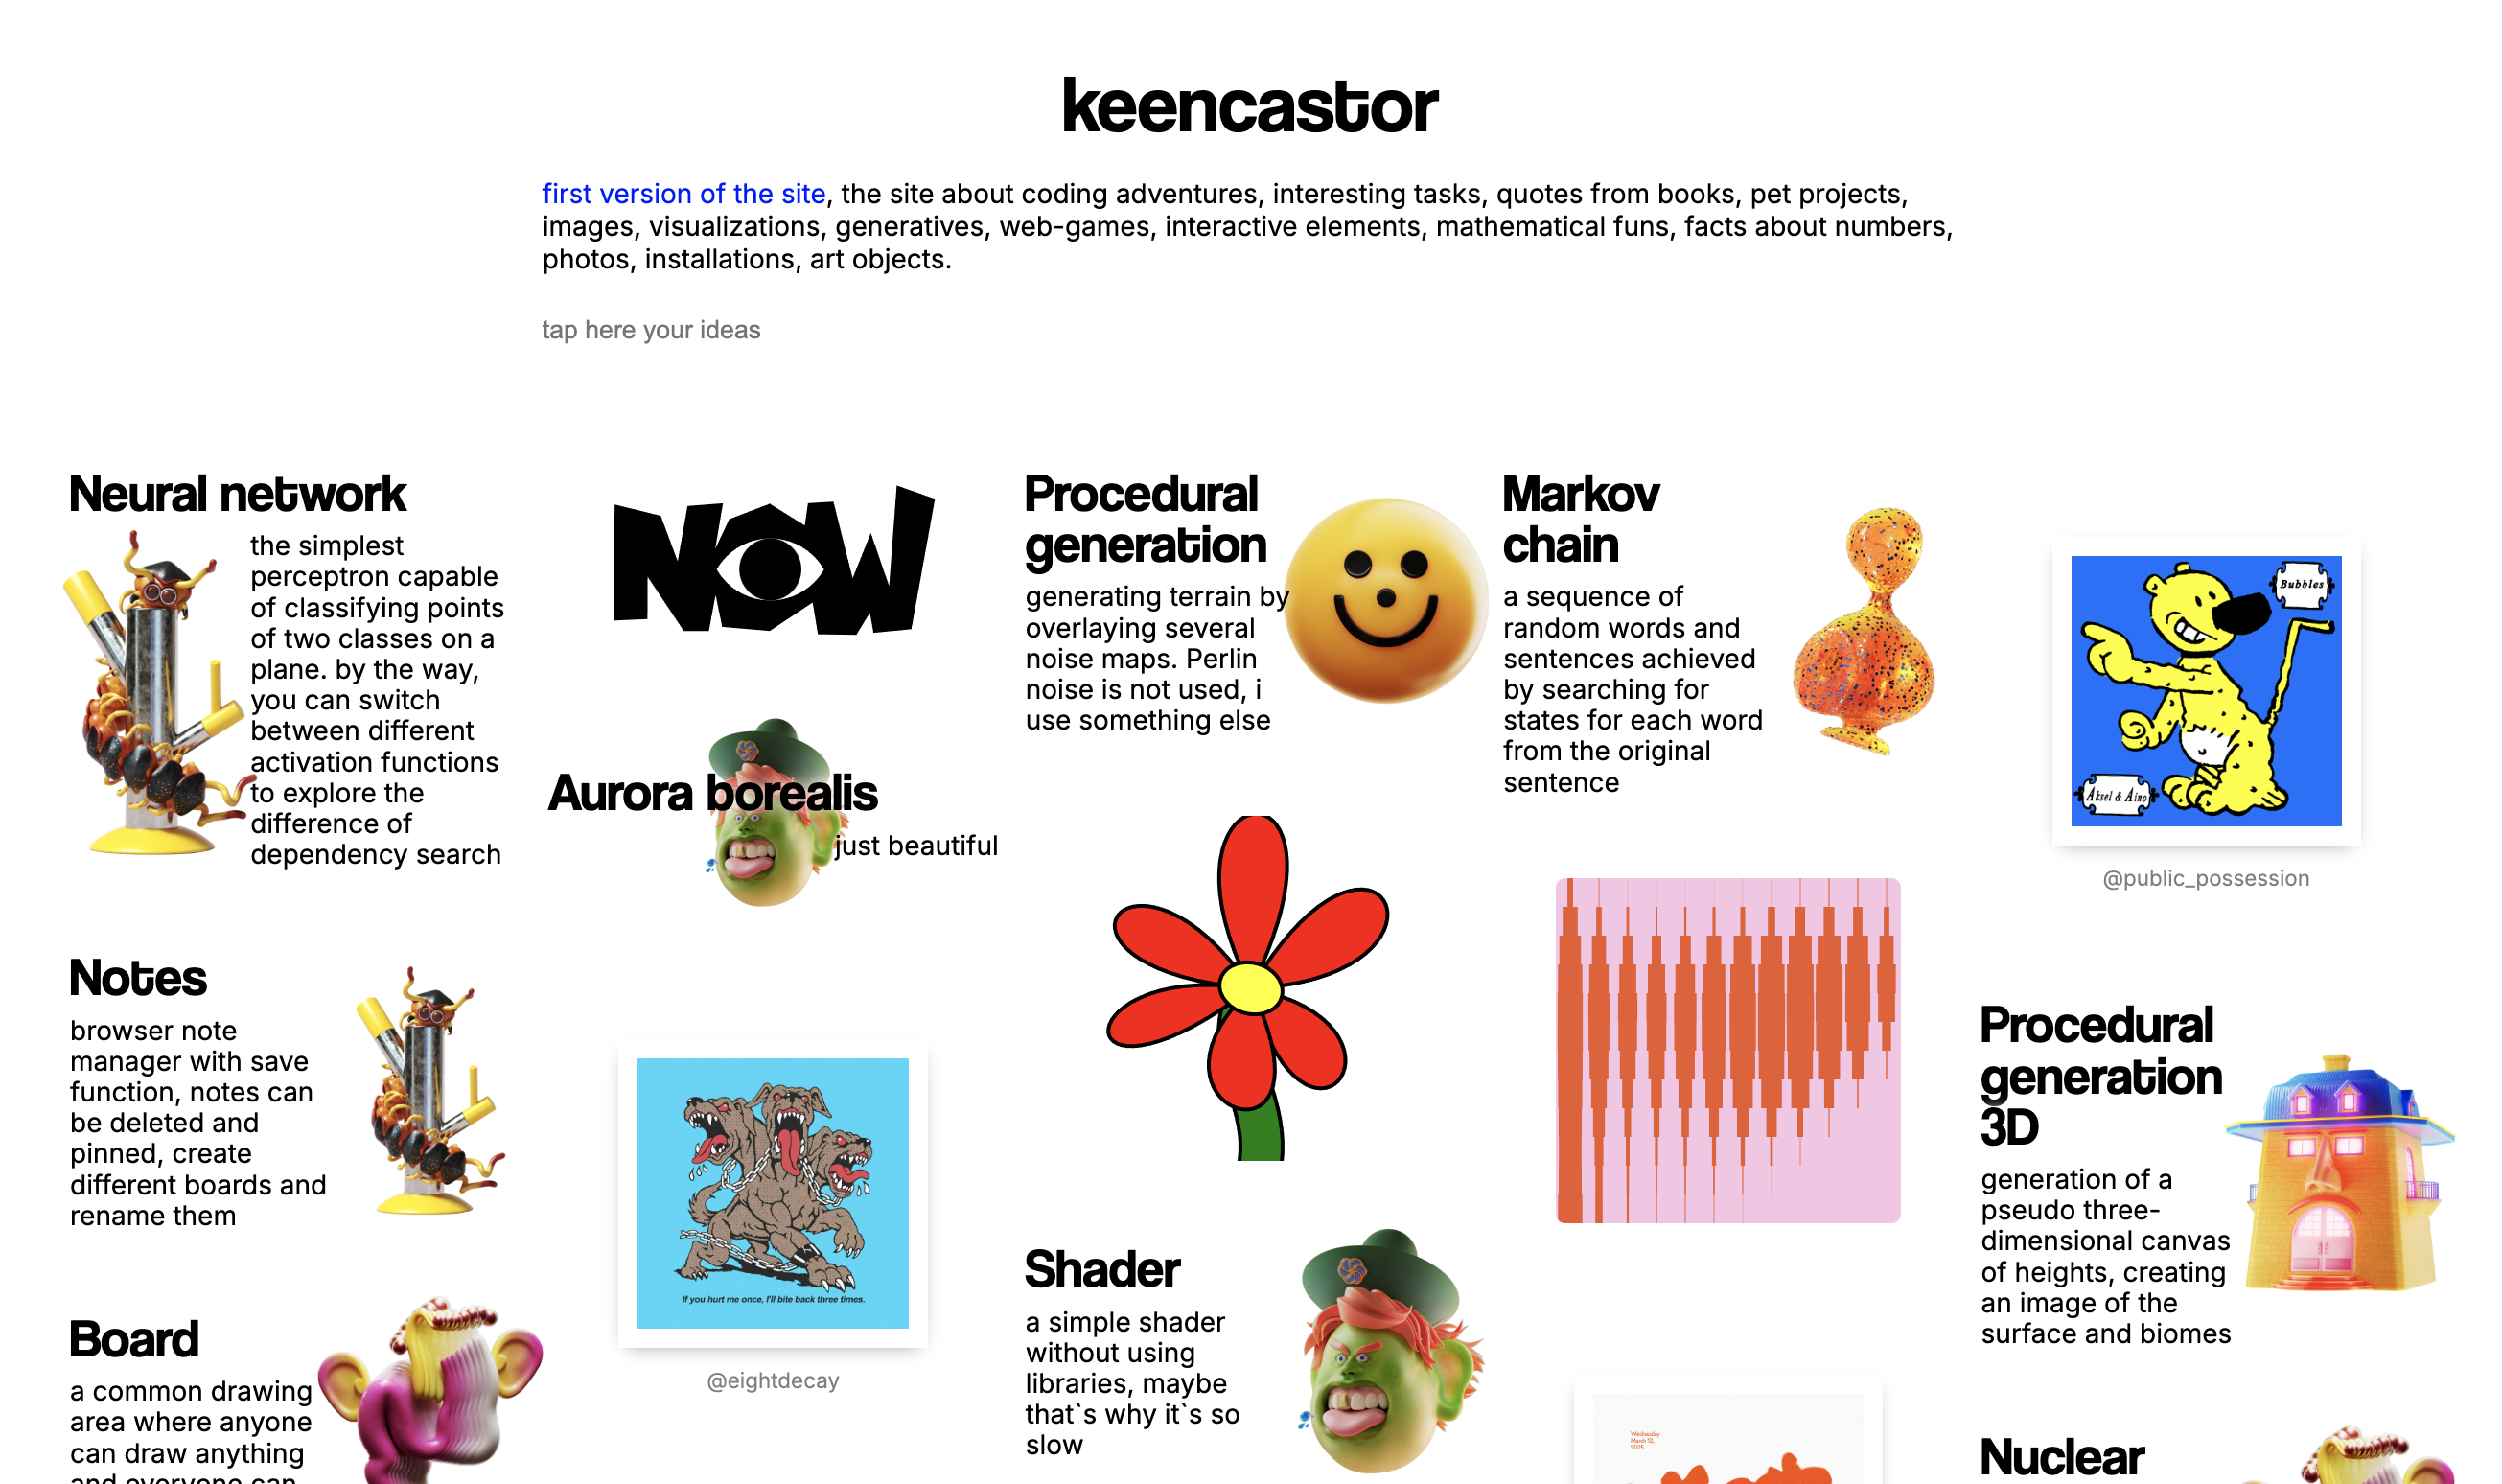 keencastor
first version of the site, the site about coding adventures, interesting tasks, quotes from books, pet projects,
images, visualizations, generatives, web-games, interactive elements, mathematical funs, facts about numbers,
photos, installations, art objects.
tap here your ideas
Neural network
the simplest
perceptron capable
of classifying points
of two classes on a
plane. by the way,
you can switch
between different
activation functions
to explore the
difference of
dependency search
Notes
browser note
manager with save
function, notes can
be deleted and
pinned, create
different boards and
rename them
Board
a common drawing
area where anyone
can draw anything
and everyone can
NOW
Aurora borealis
just beautiful
If you hurt me once, I'll bite back three times.
@eightdecay
Procedural
generation
generating terrain by
overlaying several
noise maps. Perlin
noise is not used, i
use something else
Shader
a simple shader
without using
libraries, maybe
that`s why it`s so
slow
Markov
chain
a sequence of
random words and
sentences achieved
by searching for
states for each word
from the original
sentence
Wednesday
March 12,
2025
Bubbles
Aksel & Aino
@public_possession
Procedural
generation
3D
generation of a
pseudo three-
dimensional canvas
of heights, creating
an image of the
surface and biomes
Nuclear